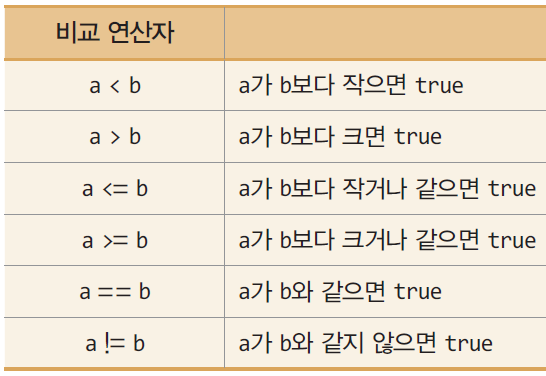 비교 연산자
a < b a가 b보다 작으면 true
a > b a가 b보다 크면 true
a <= b a가 b보다 작거나 같으면 true
a >= b a가 b보다 크거나 같으면 true
a == b a가 b와 같으면 true
a != b a가 b와 같지 않으면 true